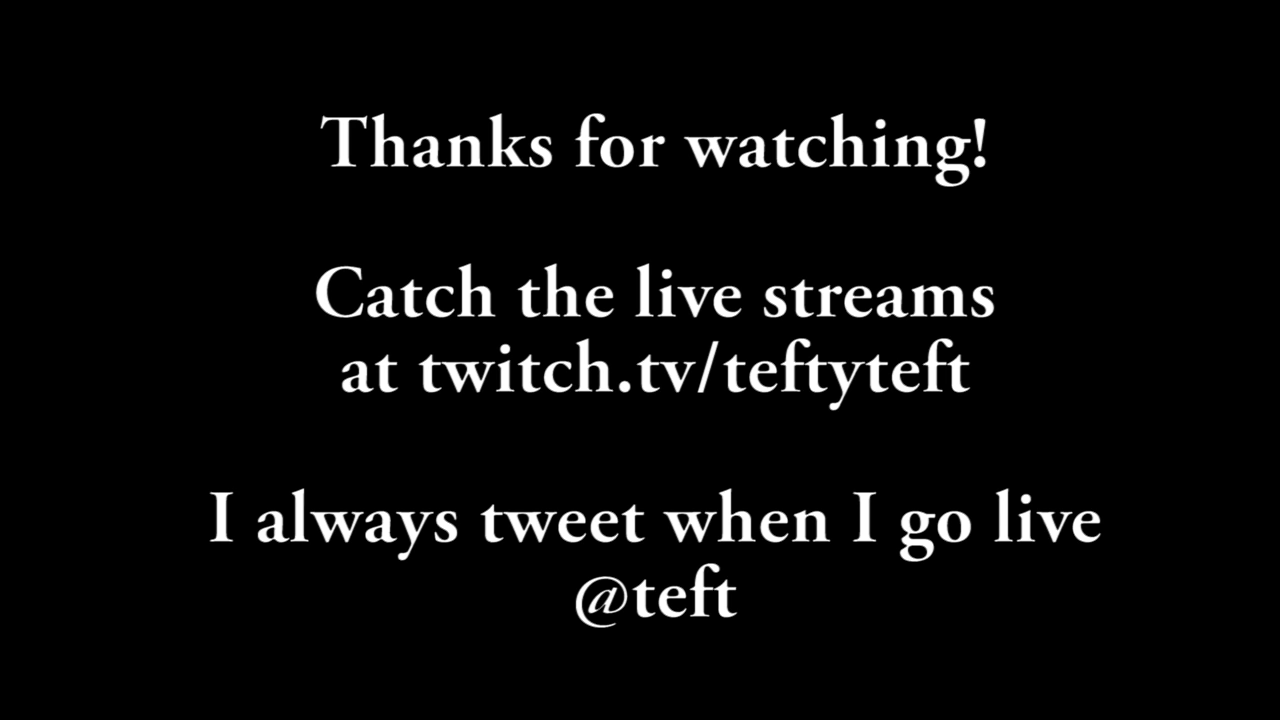 Thanks for watching!
Catch the live streams
at twitch.tv/teftyteft
I always tweet when I go live
@teft